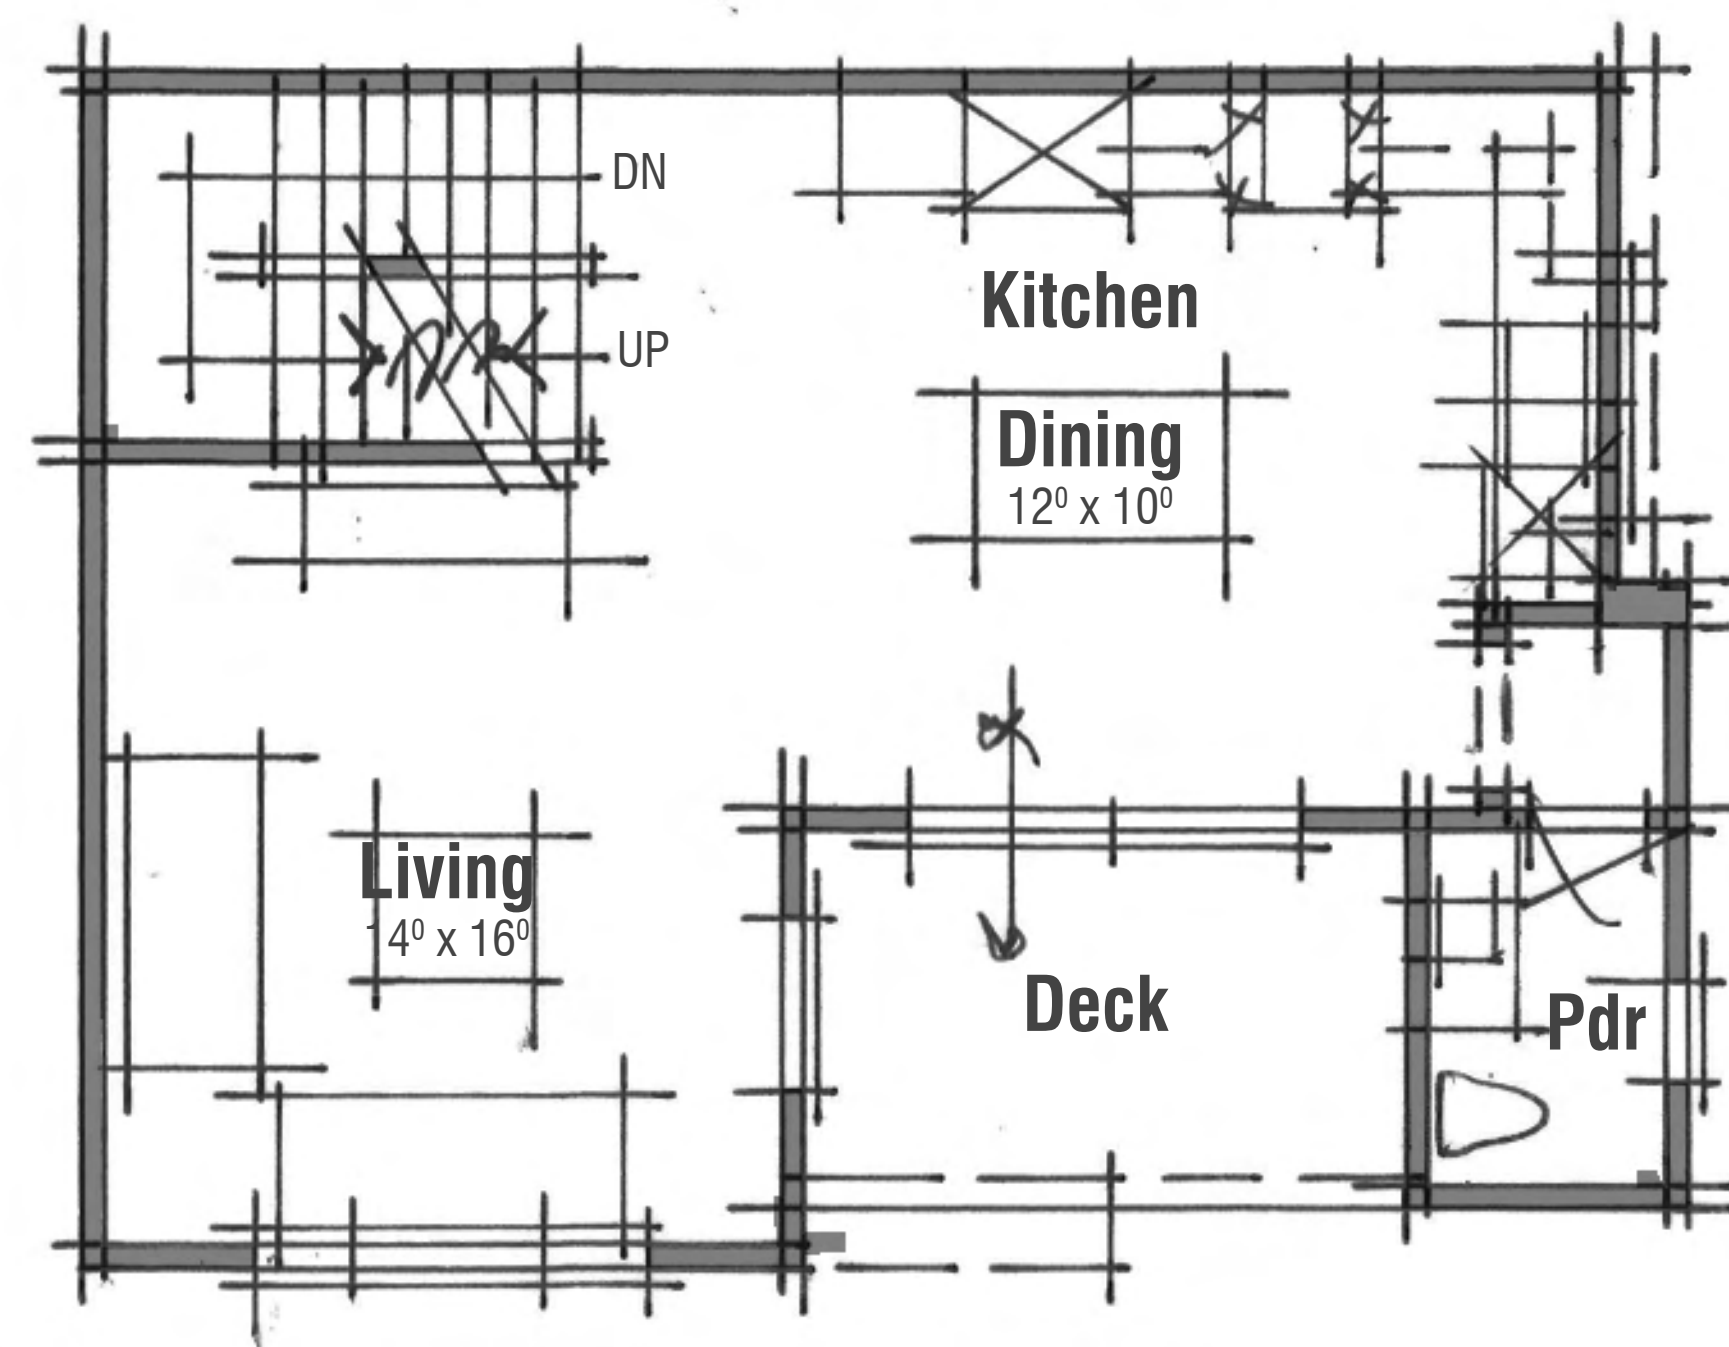 DN
UP
Kitchen
Dining
12⁰ x 10⁰
Living
14⁰ x 16⁰
Deck
Pdr